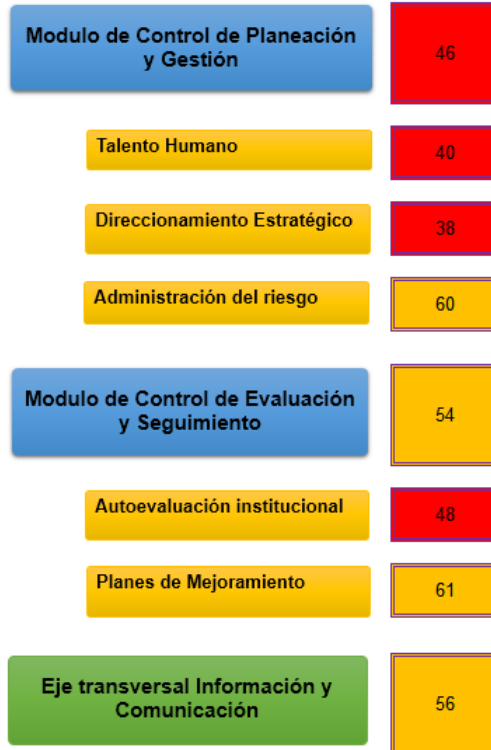 Modulo de Control de Planeación
y Gestión
46
Talento Humano
40
Direccionamiento Estratégico
38
Administración del riesgo
60
Modulo de Control de Evaluación
y Seguimiento
54
Autoevaluación institucional
48
Planes de Mejoramiento
61
Eje transversal Información y
Comunicación
56